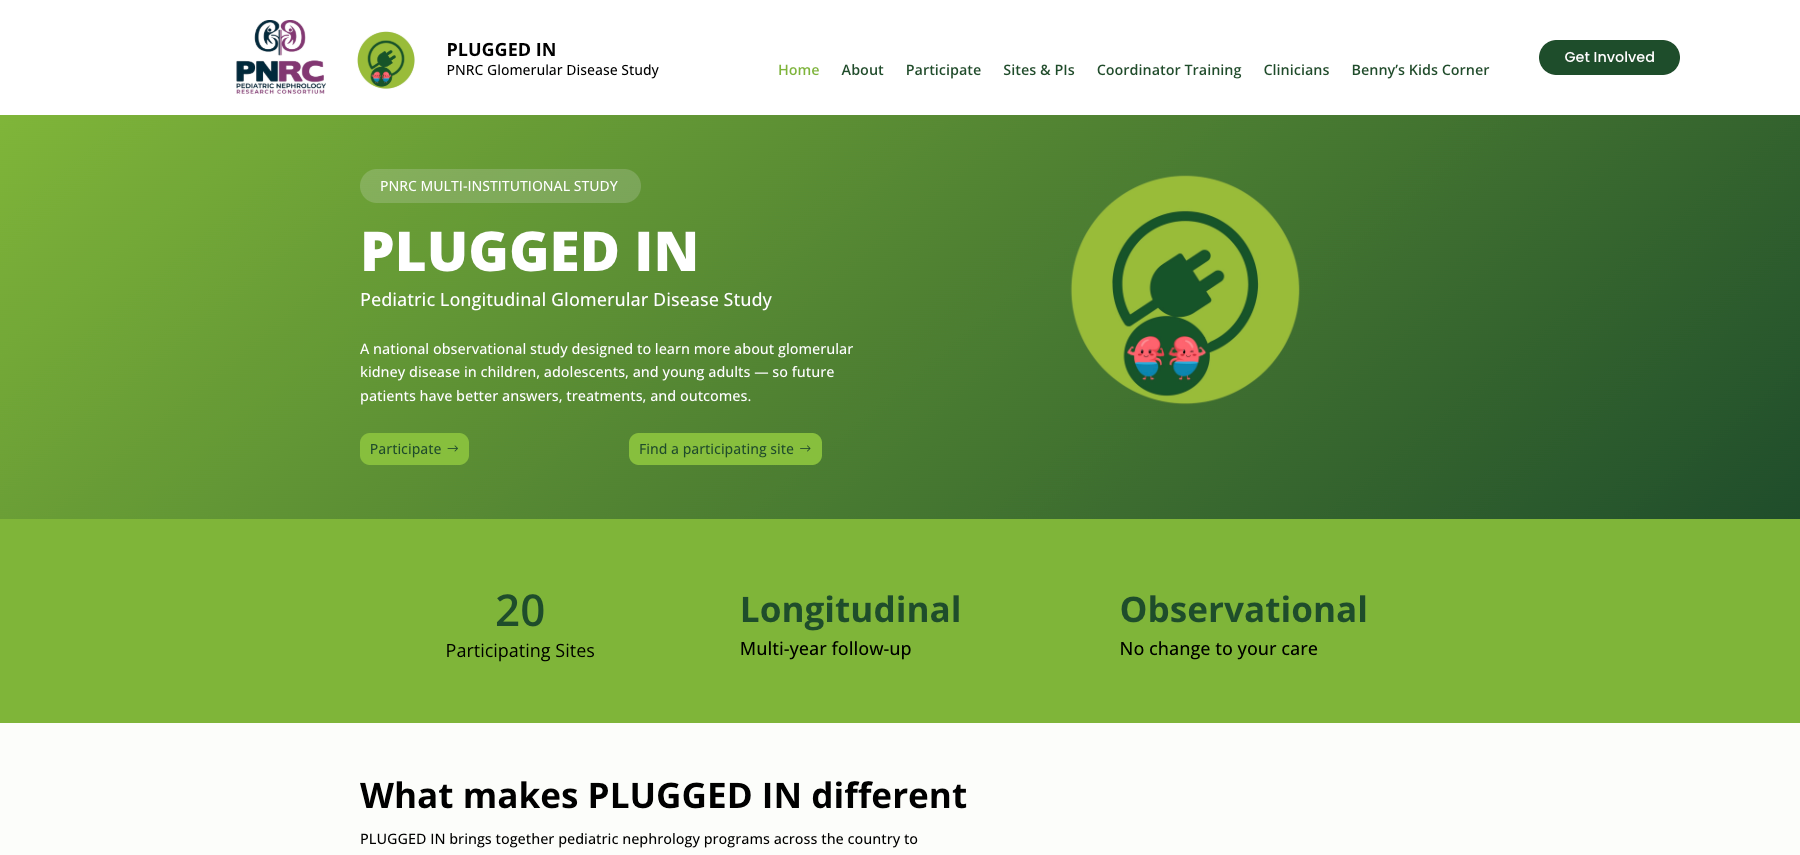 PNRC
PEDIATRIC NEPHROLOGY
RESEARCH CONSORTIUM
PLUGGED IN
PNRC Glomerular Disease Study
Home About Participate Sites & PIs Coordinator Training Clinicians Benny’s Kids Corner
Get Involved
PNRC MULTI-INSTITUTIONAL STUDY
PLUGGED IN
Pediatric Longitudinal Glomerular Disease Study
A national observational study designed to learn more about glomerular
kidney disease in children, adolescents, and young adults — so future
patients have better answers, treatments, and outcomes.
Participate →
Find a participating site →
20
Participating Sites
Longitudinal
Multi-year follow-up
Observational
No change to your care
What makes PLUGGED IN different
PLUGGED IN brings together pediatric nephrology programs across the country to